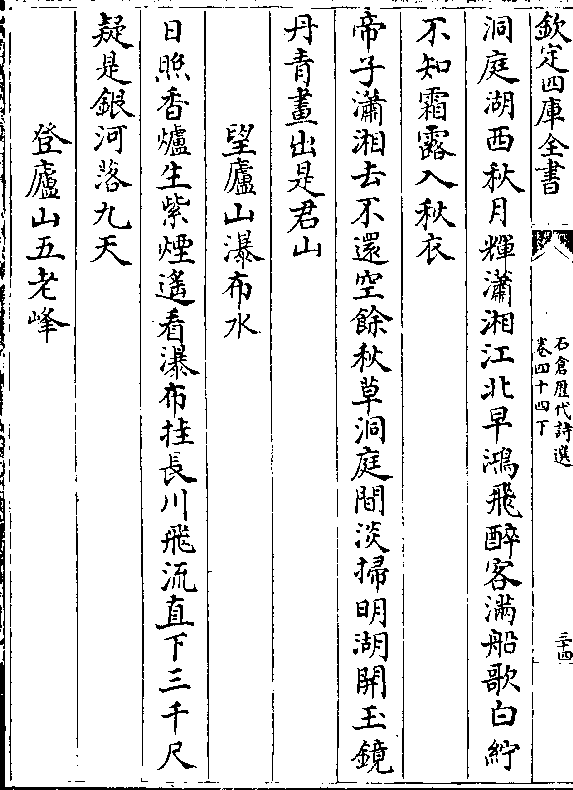 欽定四庫全書
石倉歴代詩選
卷四十四下
三十四
洞庭湖西秋月輝瀟湘江北早鴻飛醉客滿船歌白紵
不知霜露入秋衣
帝子瀟湘去不還空餘秋草洞庭間淡掃明湖開玉鏡
丹青畫出是君山
望廬山瀑布水
日照香爐生紫煙遙看瀑布挂長川飛流直下三千尺
疑是銀河落九天
登廬山五老峰